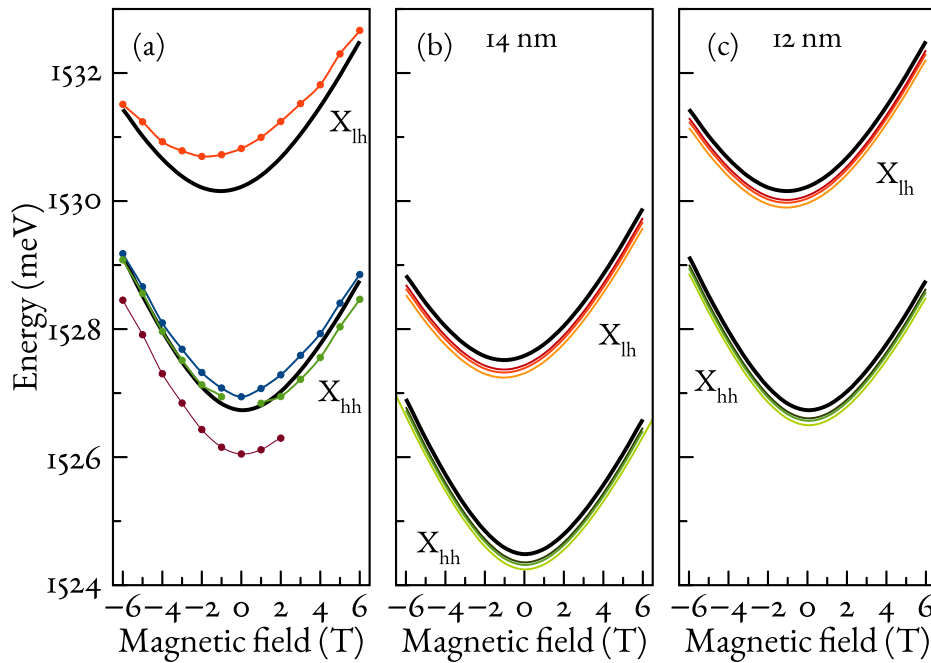 (a)
(b) 14 nm
(c) 12 nm
1532
1530
1528
1526
1524
Energy (meV)
X_lh
X_hh
X_lh
X_hh
X_lh
X_hh
−6 −4 −2 0 2 4 6
−6 −4 −2 0 2 4 6
−6 −4 −2 0 2 4 6
Magnetic field (T)
Magnetic field (T)
Magnetic field (T)